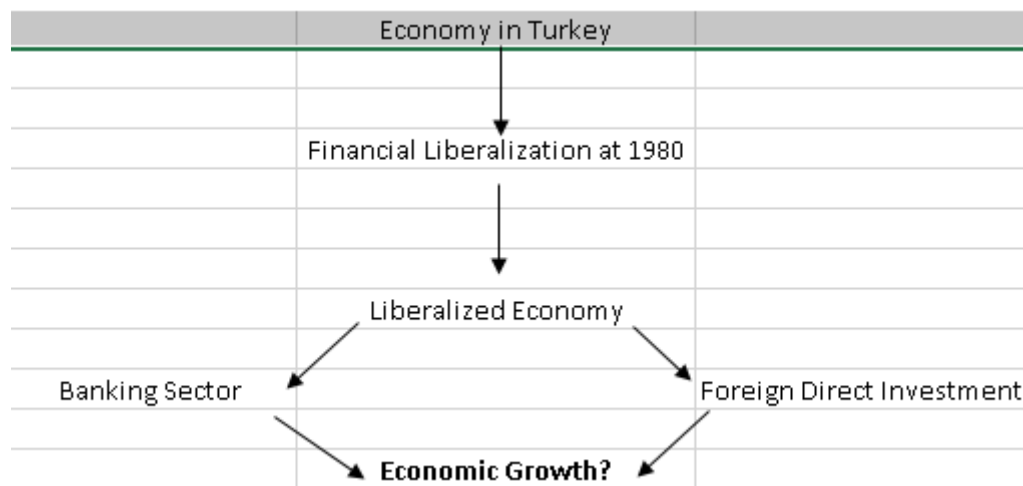 Economy in Turkey
Financial Liberalization at 1980
Liberalized Economy
Banking Sector
Foreign Direct Investment
Economic Growth?